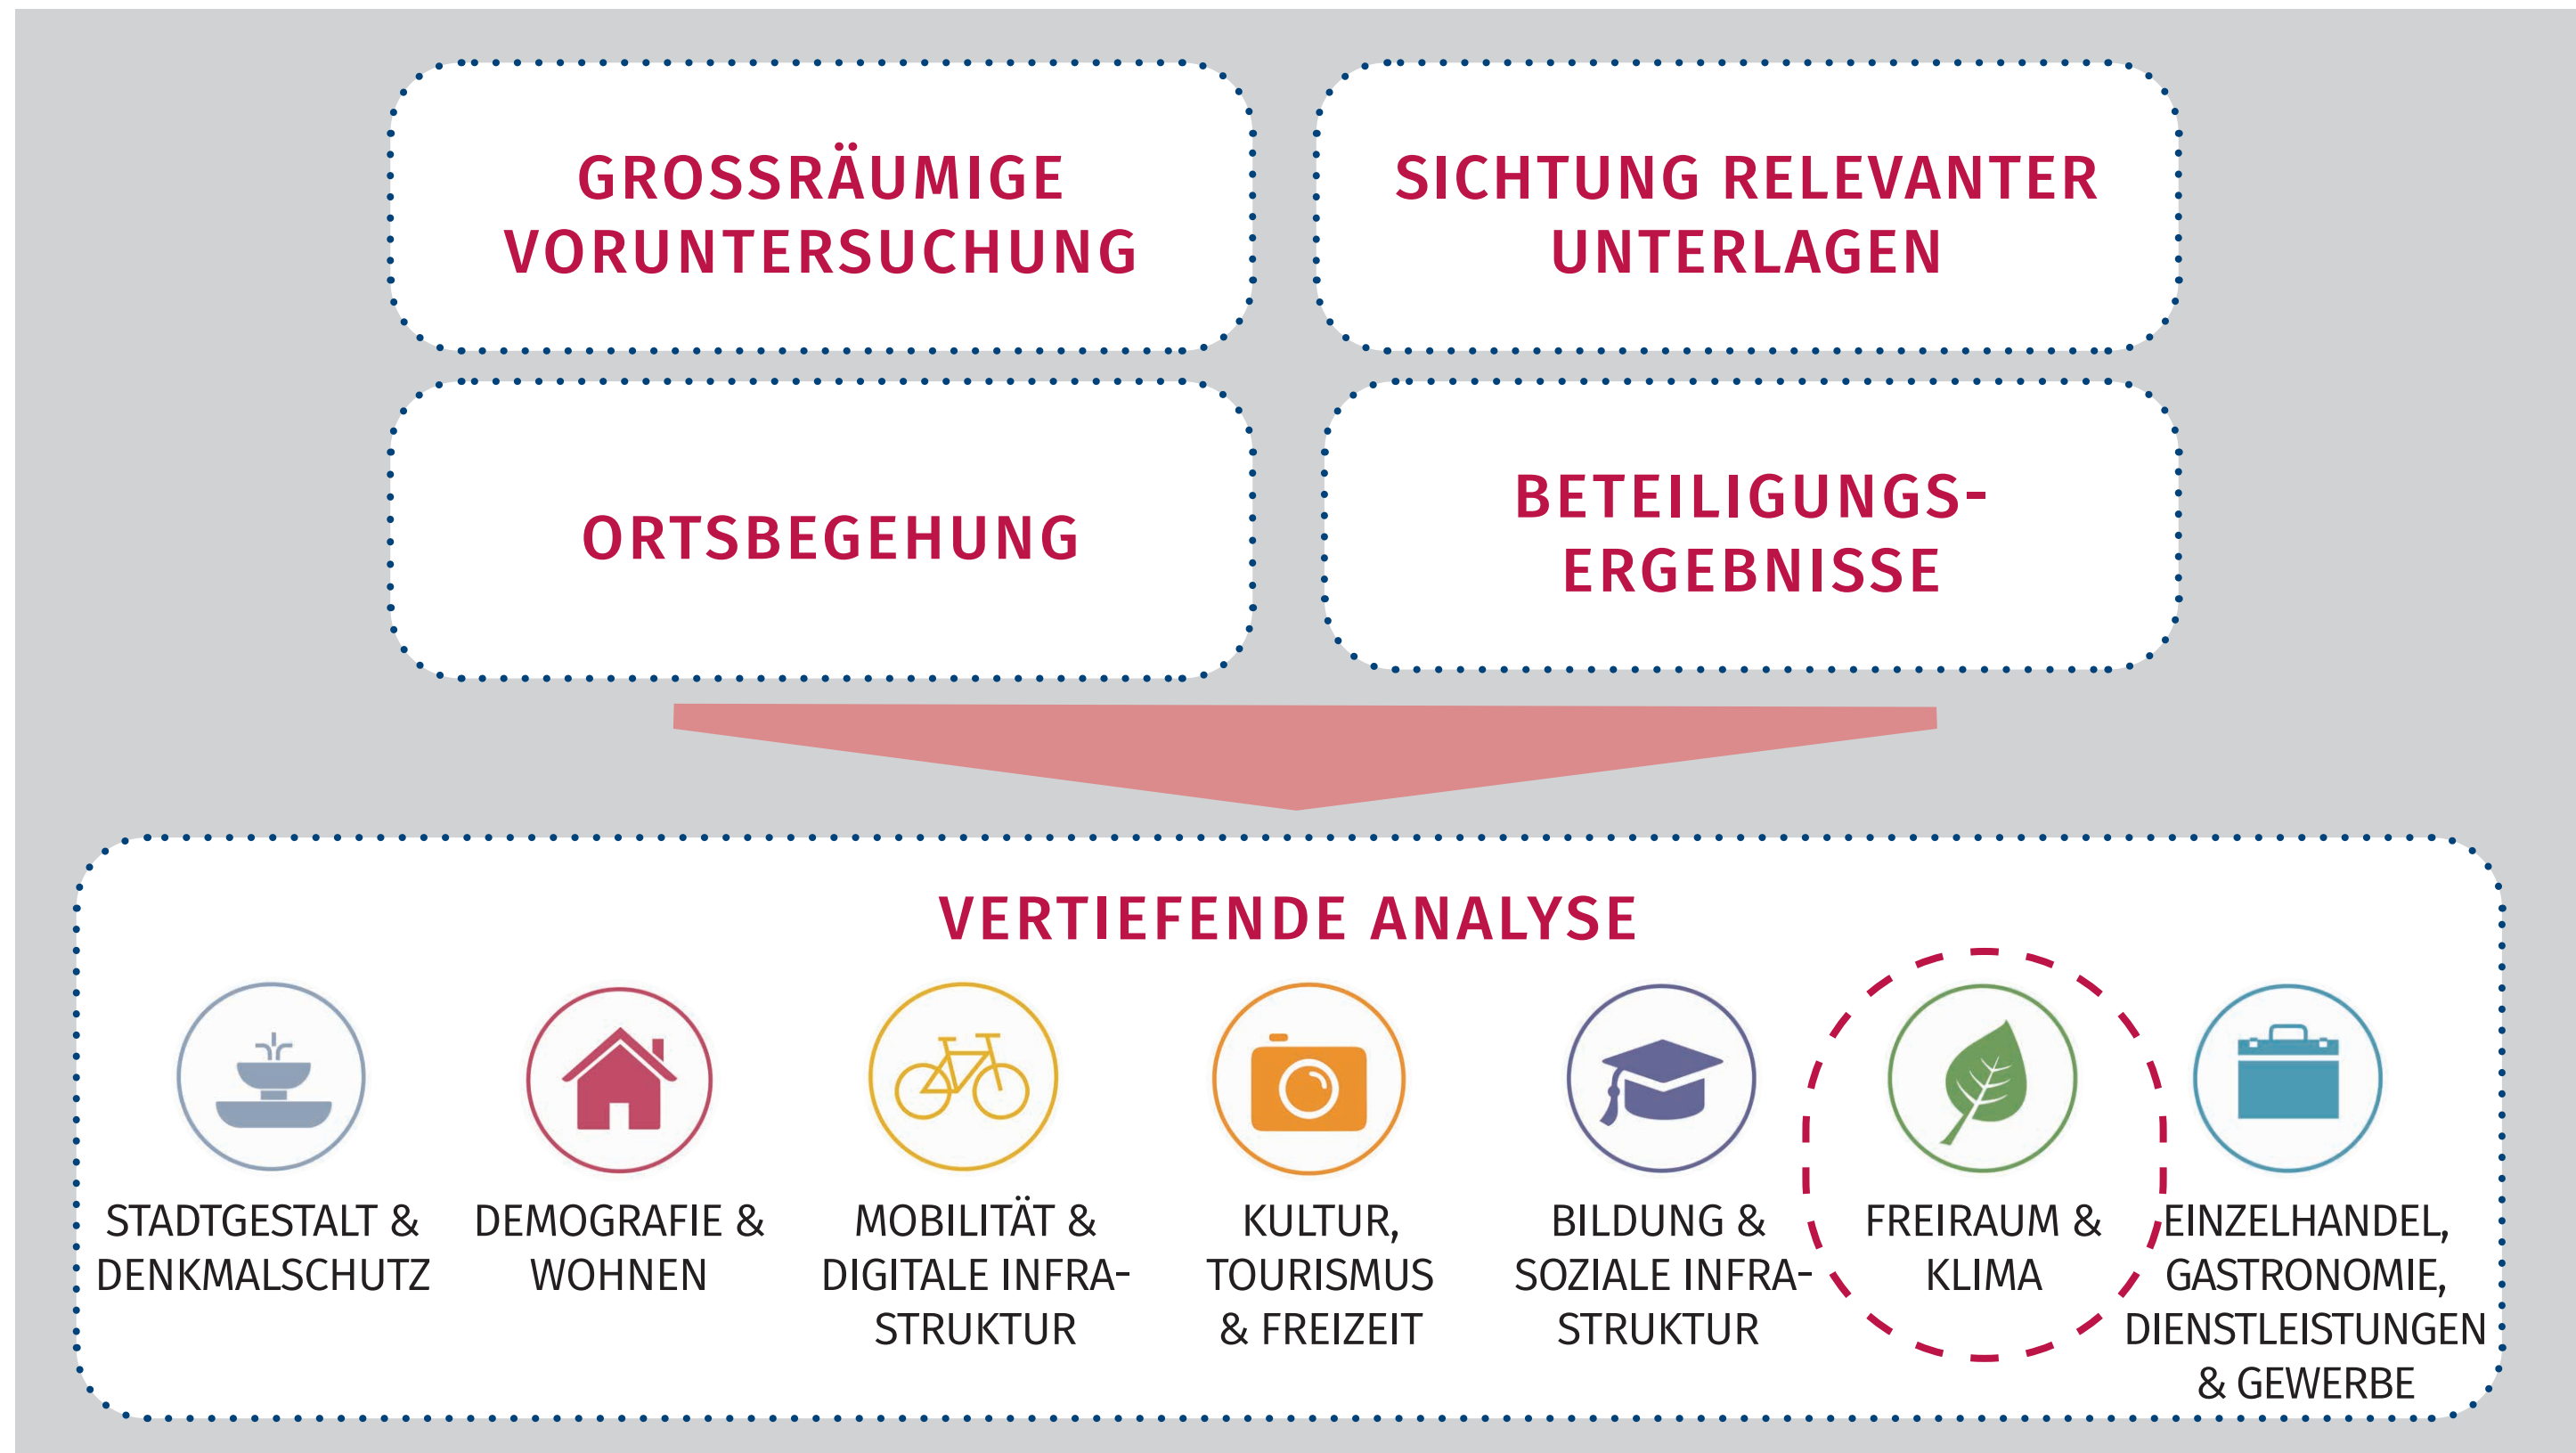 GROSSRÄUMIGE
VORUNTERSUCHUNG
SICHTUNG RELEVANTER
UNTERLAGEN
ORTSBEGEHUNG
BETEILIGUNGS-
ERGEBNISSE
VERTIEFENDE ANALYSE
STADTGESTALT &
DENKMALSCHUTZ
DEMOGRAFIE &
WOHNEN
MOBILITÄT &
DIGITALE INFRA-
STRUKTUR
KULTUR,
TOURISMUS
& FREIZEIT
BILDUNG &
SOZIALE INFRA-
STRUKTUR
FREIRAUM &
KLIMA
EINZELHANDEL,
GASTRONOMIE,
DIENSTLEISTUNGEN
& GEWERBE